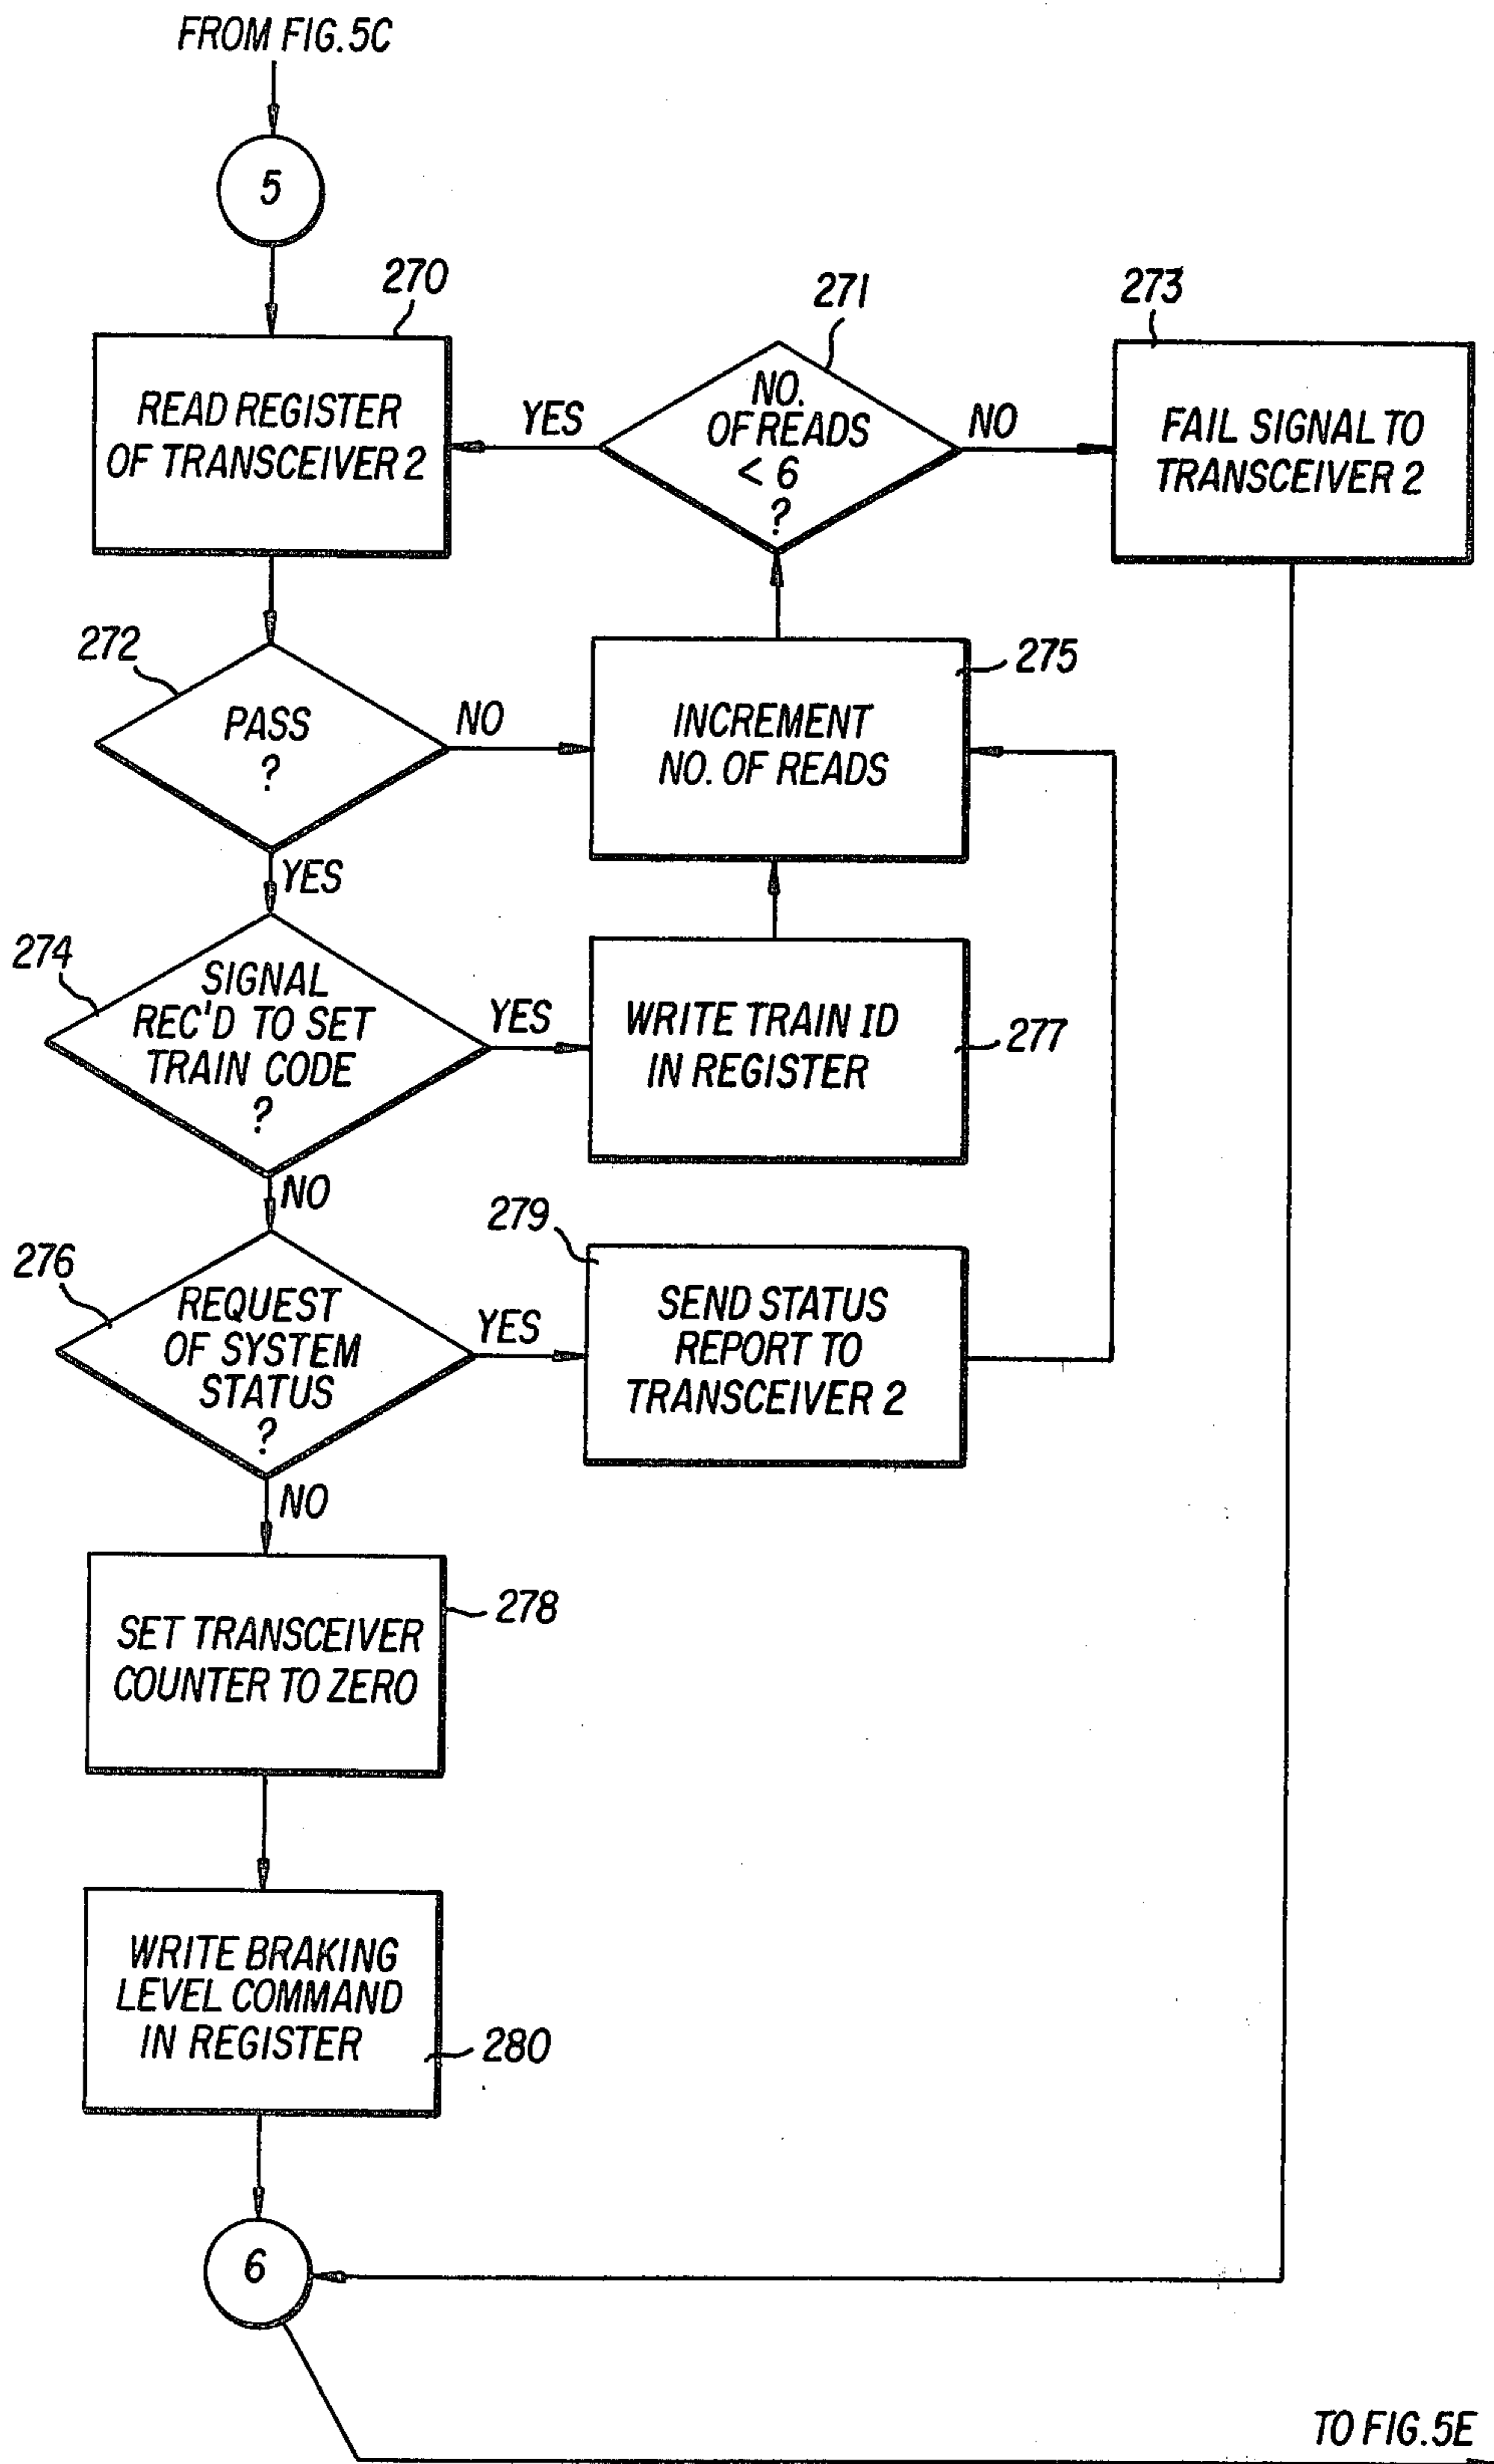 FROM FIG. 5C
5
270
READ REGISTER
OF TRANSCEIVER 2
YES
271
NO.
OF READS
< 6
?
NO
273
FAIL SIGNAL TO
TRANSCEIVER 2
272
PASS
?
NO
275
INCREMENT
NO. OF READS
YES
274
SIGNAL
REC'D TO SET
TRAIN CODE
?
YES
WRITE TRAIN ID
IN REGISTER
277
NO
276
REQUEST
OF SYSTEM
STATUS
?
YES
279
SEND STATUS
REPORT TO
TRANSCEIVER 2
NO
SET TRANSCEIVER
COUNTER TO ZERO
278
WRITE BRAKING
LEVEL COMMAND
IN REGISTER
280
6
TO FIG. 5E